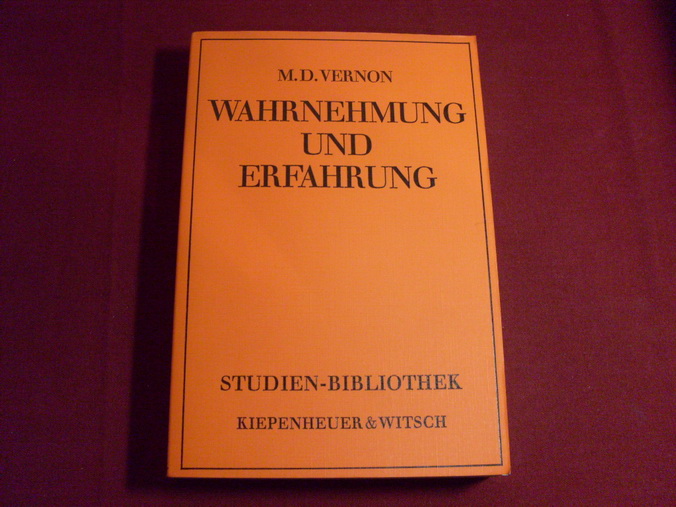 M.D. VERNON
WAHRNEHMUNG
UND
ERFAHRUNG
STUDIEN-BIBLIOTHEK
KIEPENHEUER & WITSCH